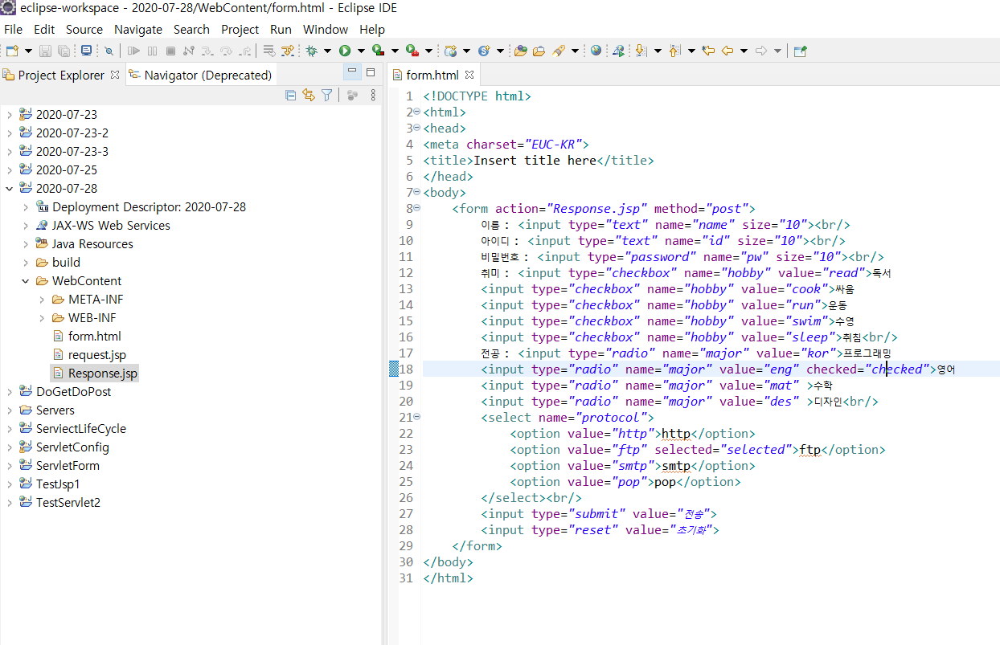 eclipse-workspace - 2020-07-28/WebContent/form.html - Eclipse IDE
File Edit Source Navigate Search Project Run Window Help
Project Explorer Navigator (Deprecated)
2020-07-23
2020-07-23-2
2020-07-23-3
2020-07-25
2020-07-28
Deployment Descriptor: 2020-07-28
JAX-WS Web Services
Java Resources
build
WebContent
META-INF
WEB-INF
form.html
request.jsp
Response.jsp
DoGetDoPost
Servers
ServiectLifeCycle
ServletConfig
ServletForm
TestJsp1
TestServlet2
form.html
1 <!DOCTYPE html>
2 <html>
3 <head>
4 <meta charset="EUC-KR">
5 <title>Insert title here</title>
6 </head>
7 <body>
8 <form action="Response.jsp" method="post">
9 이름 : <input type="text" name="name" size="10"><br/>
10 아이디 : <input type="text" name="id" size="10"><br/>
11 비밀번호 : <input type="password" name="pw" size="10"><br/>
12 취미 : <input type="checkbox" name="hobby" value="read">독서
13 <input type="checkbox" name="hobby" value="cook">싸움
14 <input type="checkbox" name="hobby" value="run">운동
15 <input type="checkbox" name="hobby" value="swim">수영
16 <input type="checkbox" name="hobby" value="sleep">취침<br/>
17 전공 : <input type="radio" name="major" value="kor">프로그래밍
18 <input type="radio" name="major" value="eng" checked="checked">영어
19 <input type="radio" name="major" value="mat" >수학
20 <input type="radio" name="major" value="des" >디자인<br/>
21 <select name="protocol">
22 <option value="http">http</option>
23 <option value="ftp" selected="selected">ftp</option>
24 <option value="smtp">smtp</option>
25 <option value="pop">pop</option>
26 </select><br/>
27 <input type="submit" value="전송">
28 <input type="reset" value="초기화">
29 </form>
30 </body>
31 </html>